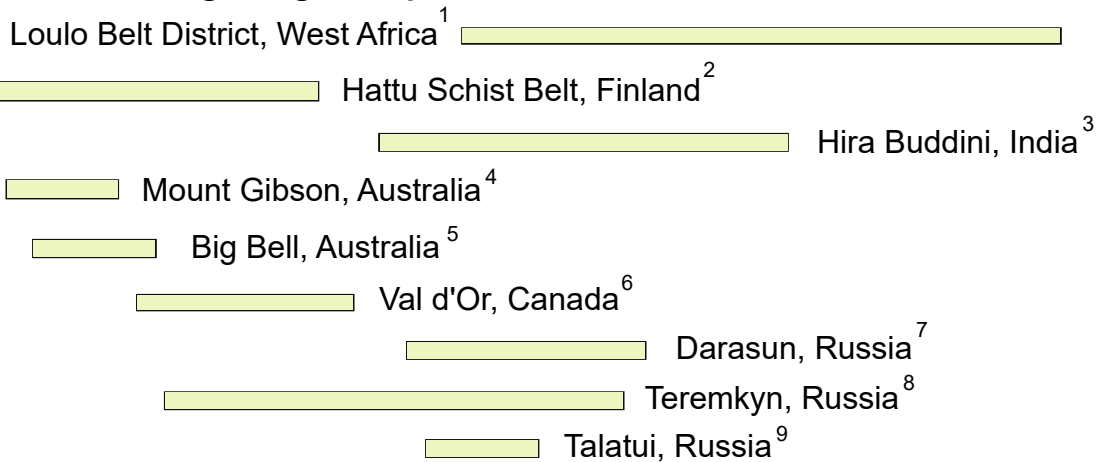 Loulo Belt District, West Africa¹
Hattu Schist Belt, Finland²
Hira Buddini, India³
Mount Gibson, Australia⁴
Big Bell, Australia⁵
Val d'Or, Canada⁶
Darasun, Russia⁷
Teremkyn, Russia⁸
Talatui, Russia⁹